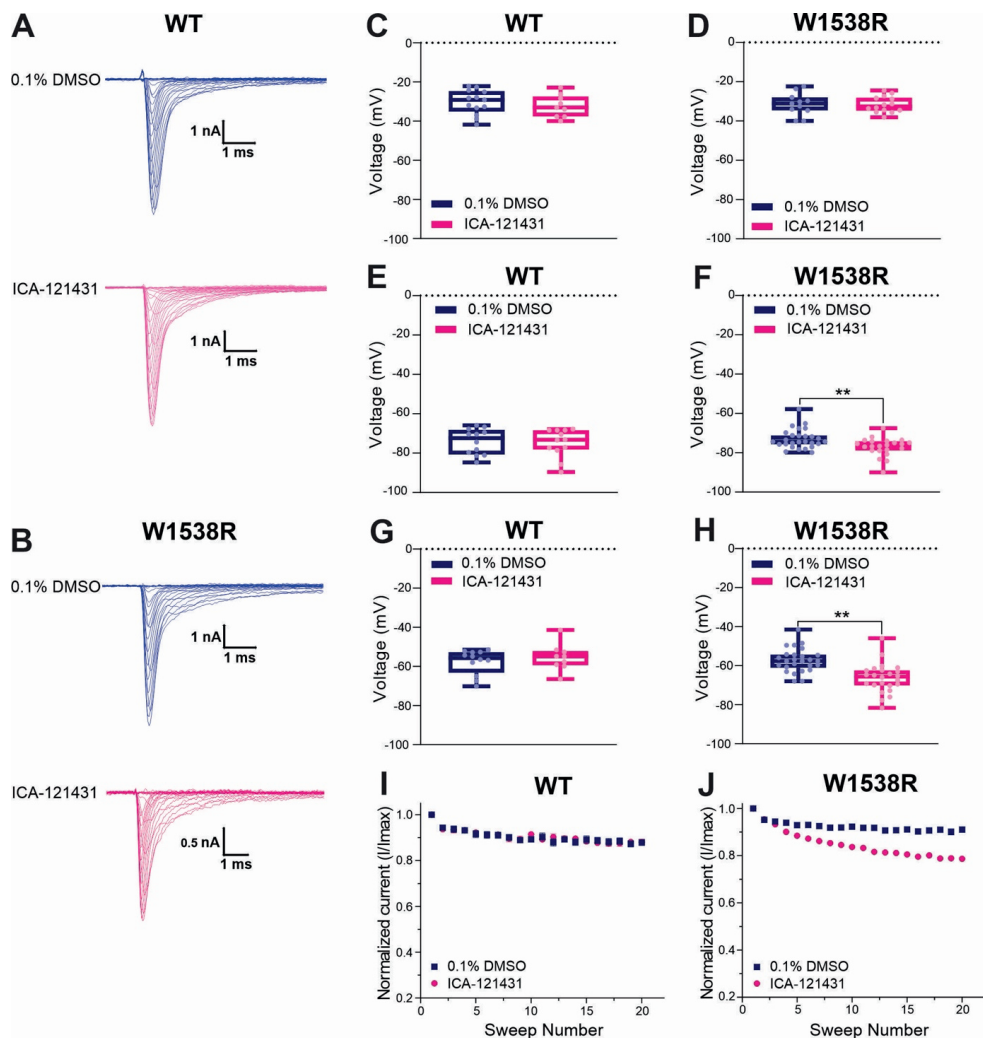 A
WT
0.1% DMSO
1 nA
1 ms
ICA-121431
1 nA
1 ms
B
W1538R
0.1% DMSO
1 nA
1 ms
ICA-121431
0.5 nA
1 ms
C
WT
0
-20
-40
-60
-80
-100
Voltage (mV)
0.1% DMSO
ICA-121431
D
W1538R
0
-20
-40
-60
-80
-100
Voltage (mV)
0.1% DMSO
ICA-121431
E
WT
0
-20
-40
-60
-80
-100
Voltage (mV)
0.1% DMSO
ICA-121431
F
W1538R
0
-20
-40
-60
-80
-100
Voltage (mV)
0.1% DMSO
ICA-121431
**
G
WT
0
-20
-40
-60
-80
-100
Voltage (mV)
0.1% DMSO
ICA-121431
H
W1538R
0
-20
-40
-60
-80
-100
Voltage (mV)
0.1% DMSO
ICA-121431
**
I
WT
1.0
0.8
0.6
0.4
0.2
Normalized current (I/Imax)
0.1% DMSO
ICA-121431
0 5 10 15 20
Sweep Number
J
W1538R
1.0
0.8
0.6
0.4
0.2
Normalized current (I/Imax)
0.1% DMSO
ICA-121431
0 5 10 15 20
Sweep Number